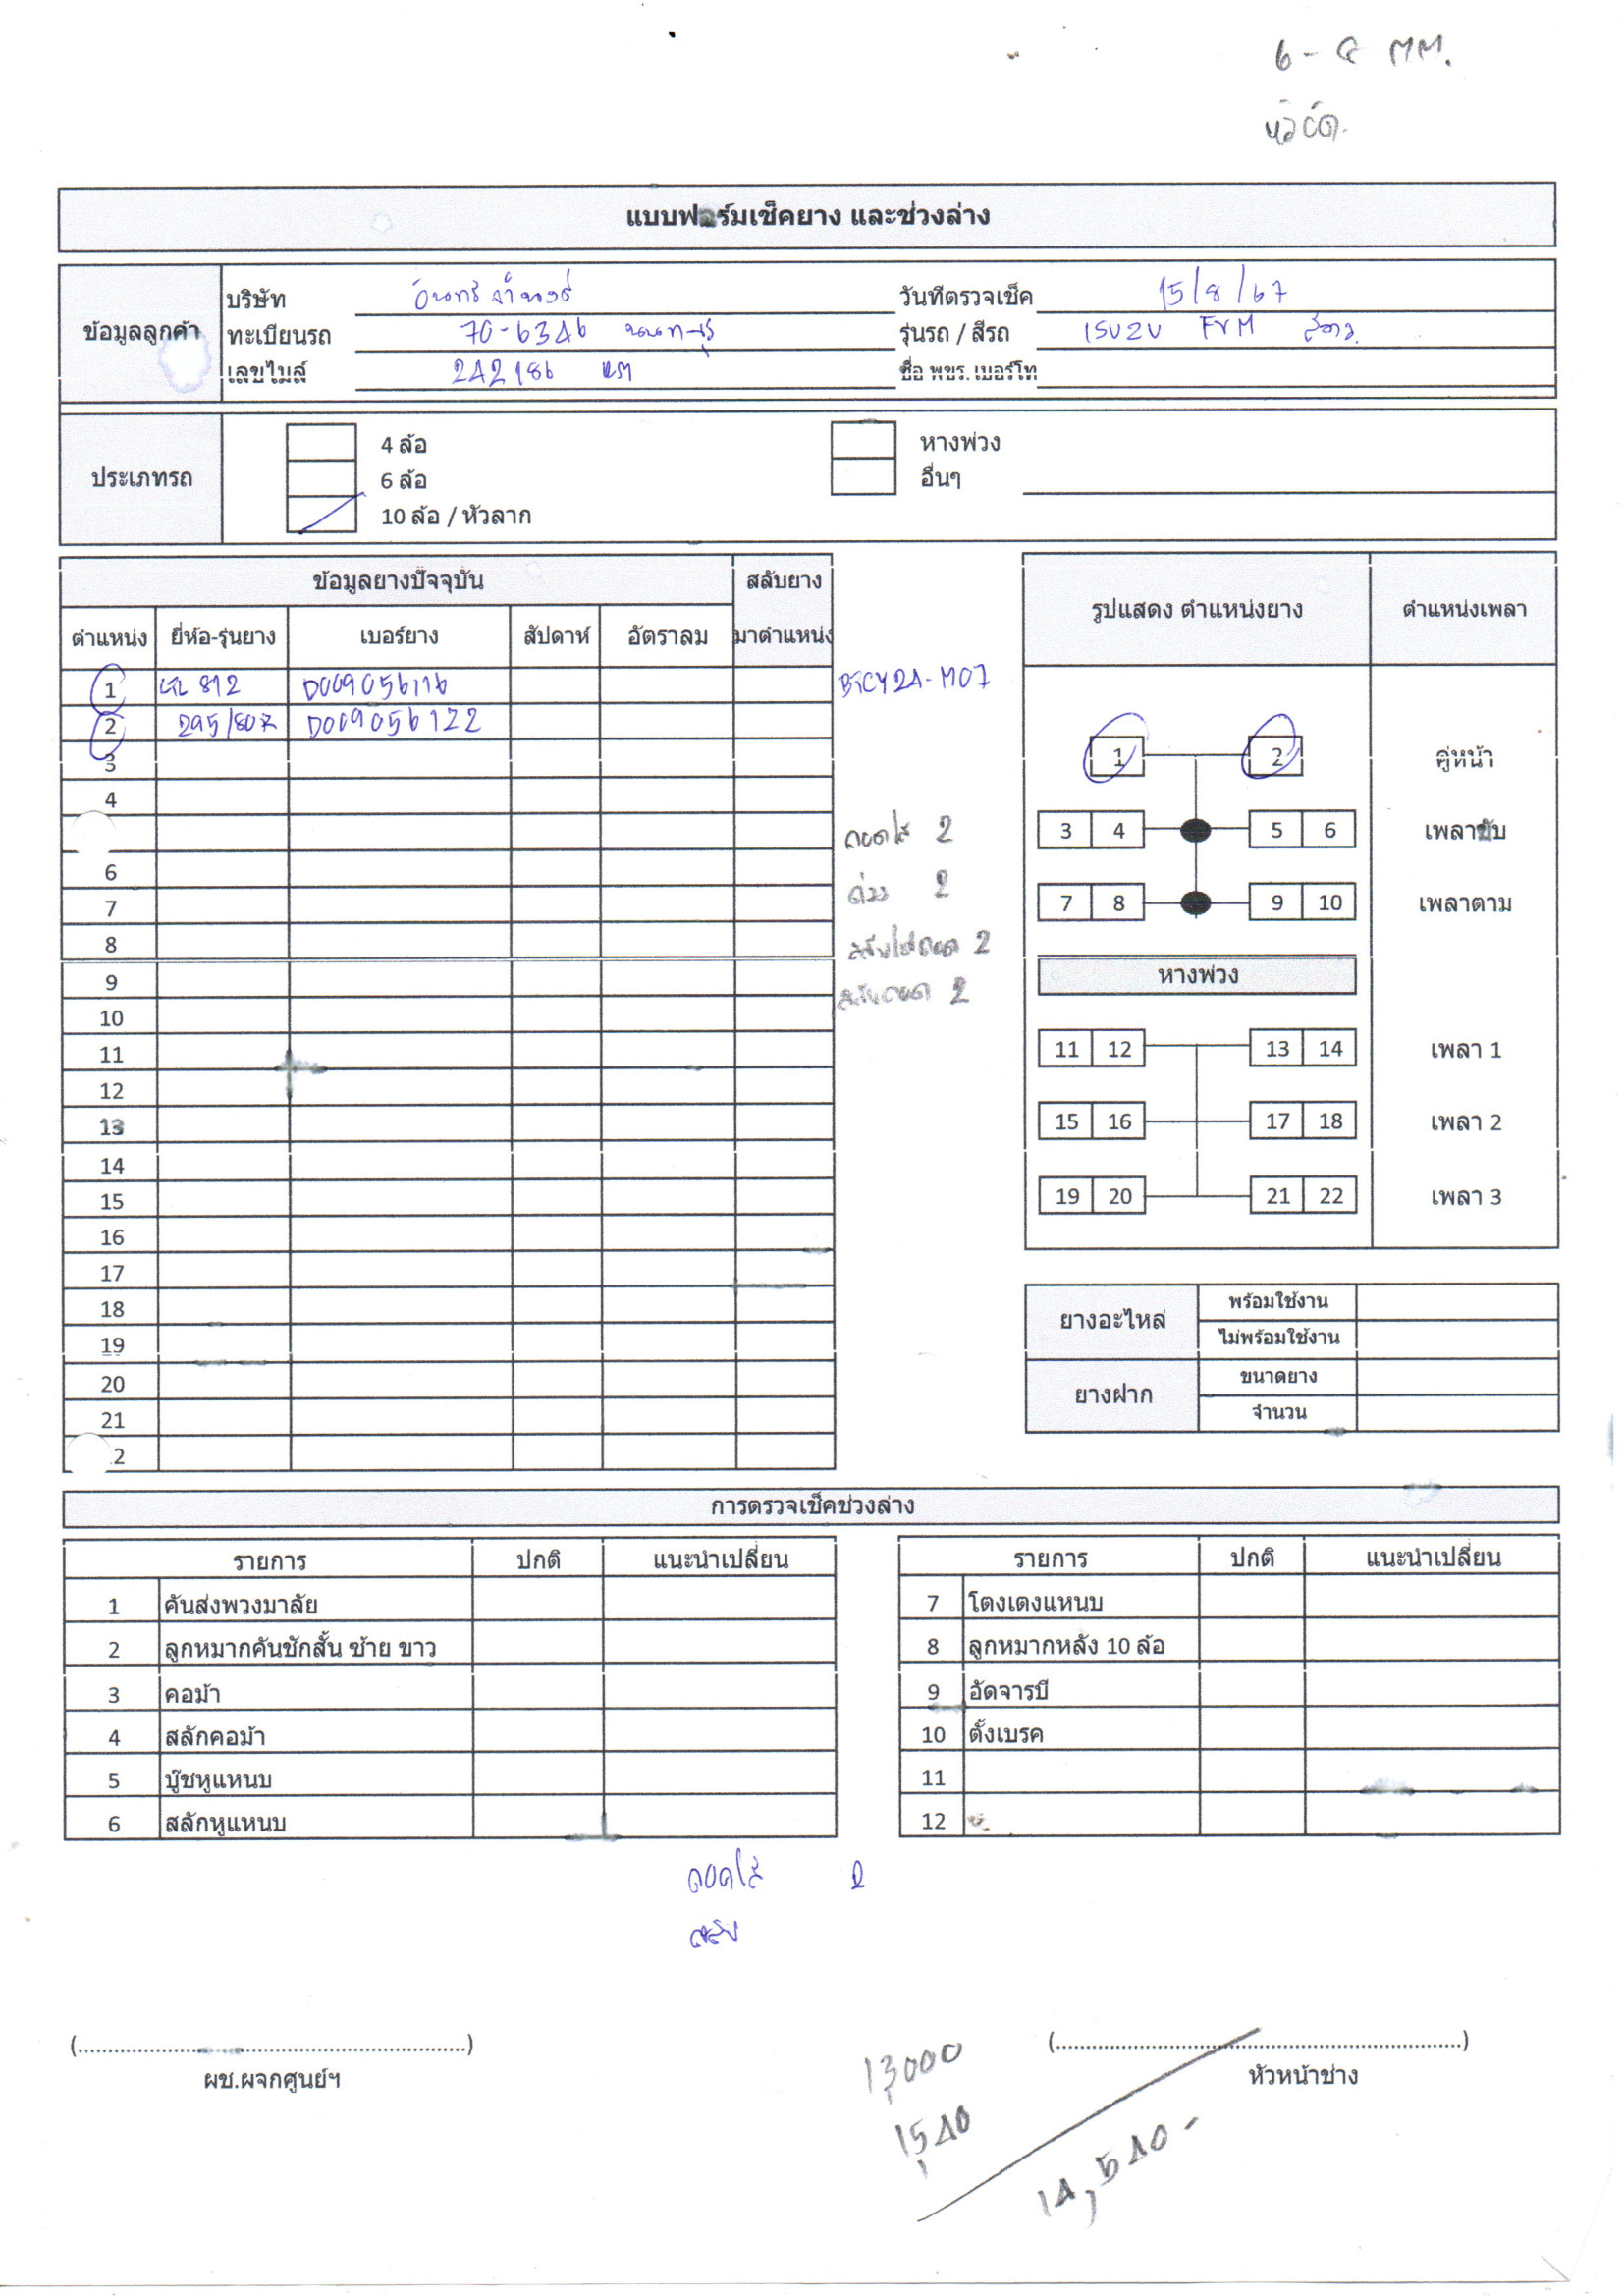 6-8 MM.
แบบฟอร์มเช็คยาง และช่วงล่าง
ข้อมูลลูกค้า
บริษัท
วันที่ตรวจเช็ค 15/8/67
ทะเบียนรถ 70-6346 นนทบุรี
รุ่นรถ / สีรถ ISUZU FVM สีขาว
เลขไมล์ 242186 KM
ชื่อ พขร. เบอร์โท
ประเภทรถ
4 ล้อ
6 ล้อ
10 ล้อ / หัวลาก
หางพ่วง
อื่นๆ
ข้อมูลยางปัจจุบัน สลับยาง
ตำแหน่ง ยี่ห้อ-รุ่นยาง เบอร์ยาง สัปดาห์ อัตราลม มาตำแหน่ง
1 812 D009056116
2 295/80R D009056122
3
4
6
7
8
9
10
11
12
13
14
15
16
17
18
19
20
21
2
ถอดใส่ 2
ถ่วง 2
สลับใส่ถอด 2
สลับถอด 2
รูปแสดง ตำแหน่งยาง ตำแหน่งเพลา
1 2 คู่หน้า
3 4 5 6 เพลาขับ
7 8 9 10 เพลาตาม
หางพ่วง
11 12 13 14 เพลา 1
15 16 17 18 เพลา 2
19 20 21 22 เพลา 3
ยางอะไหล่ พร้อมใช้งาน
ไม่พร้อมใช้งาน
ยางฝาก ขนาดยาง
จำนวน
การตรวจเช็คช่วงล่าง
รายการ ปกติ แนะนำเปลี่ยน
1 คันส่งพวงมาลัย
2 ลูกหมากคันชักสั้น ซ้าย ขาว
3 คอม้า
4 สลักคอม้า
5 บู๊ชหูแหนบ
6 สลักหูแหนบ
รายการ ปกติ แนะนำเปลี่ยน
7 โตงเตงแหนบ
8 ลูกหมากหลัง 10 ล้อ
9 อัดจารบี
10 ตั้งเบรค
11
12
ถอดใส่ 2
สลับ
(........................................................)
ผช.ผจกศูนย์ฯ
(........................................................)
หัวหน้าช่าง
13,000
1,540
14,540-